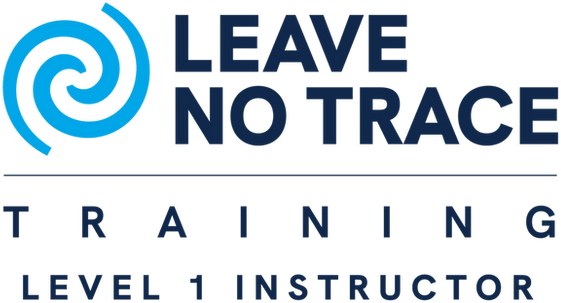 LEAVE
NO TRACE
TRAINING
LEVEL 1 INSTRUCTOR